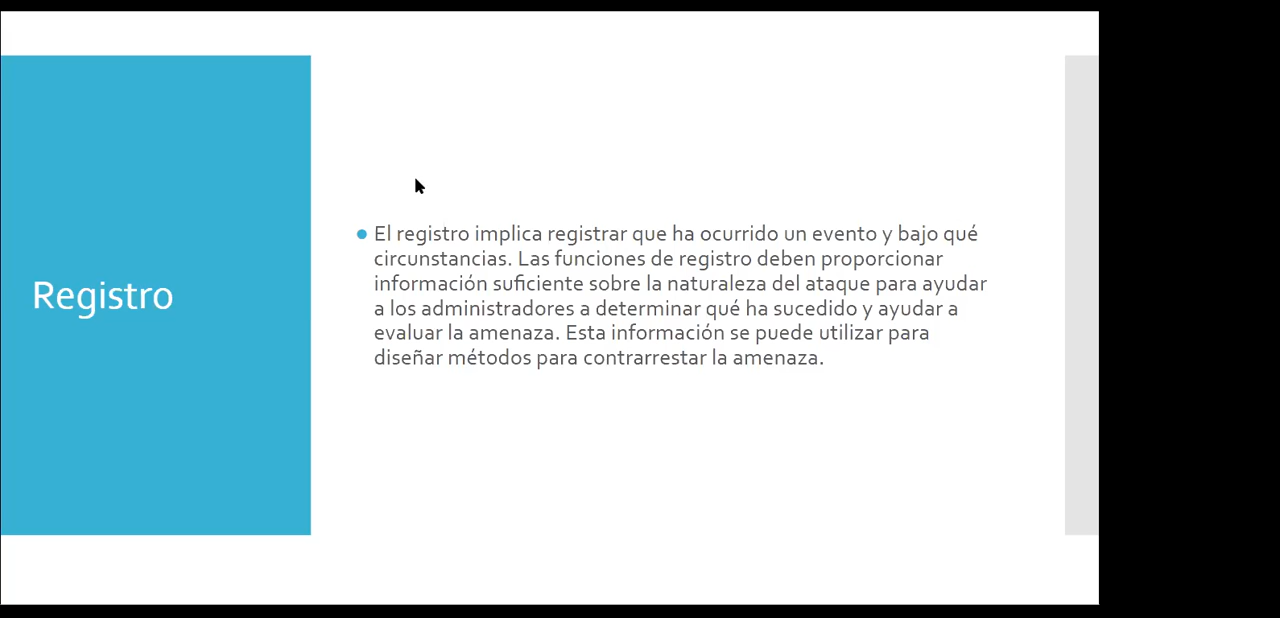 Registro
El registro implica registrar que ha ocurrido un evento y bajo qué
circunstancias. Las funciones de registro deben proporcionar
información suficiente sobre la naturaleza del ataque para ayudar
a los administradores a determinar qué ha sucedido y ayudar a
evaluar la amenaza. Esta información se puede utilizar para
diseñar métodos para contrarrestar la amenaza.